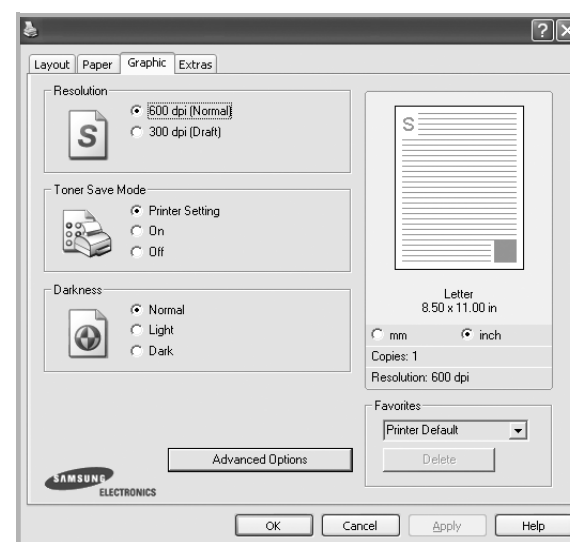 Layout Paper Graphic Extras
Resolution
S
600 dpi (Normal)
300 dpi (Draft)
Toner Save Mode
Printer Setting
On
Off
Darkness
Normal
Light
Dark
Advanced Options
SAMSUNG
ELECTRONICS
S
Letter
8.50 x 11.00 in
mm inch
Copies: 1
Resolution: 600 dpi
Favorites
Printer Default
Delete
OK Cancel Apply Help